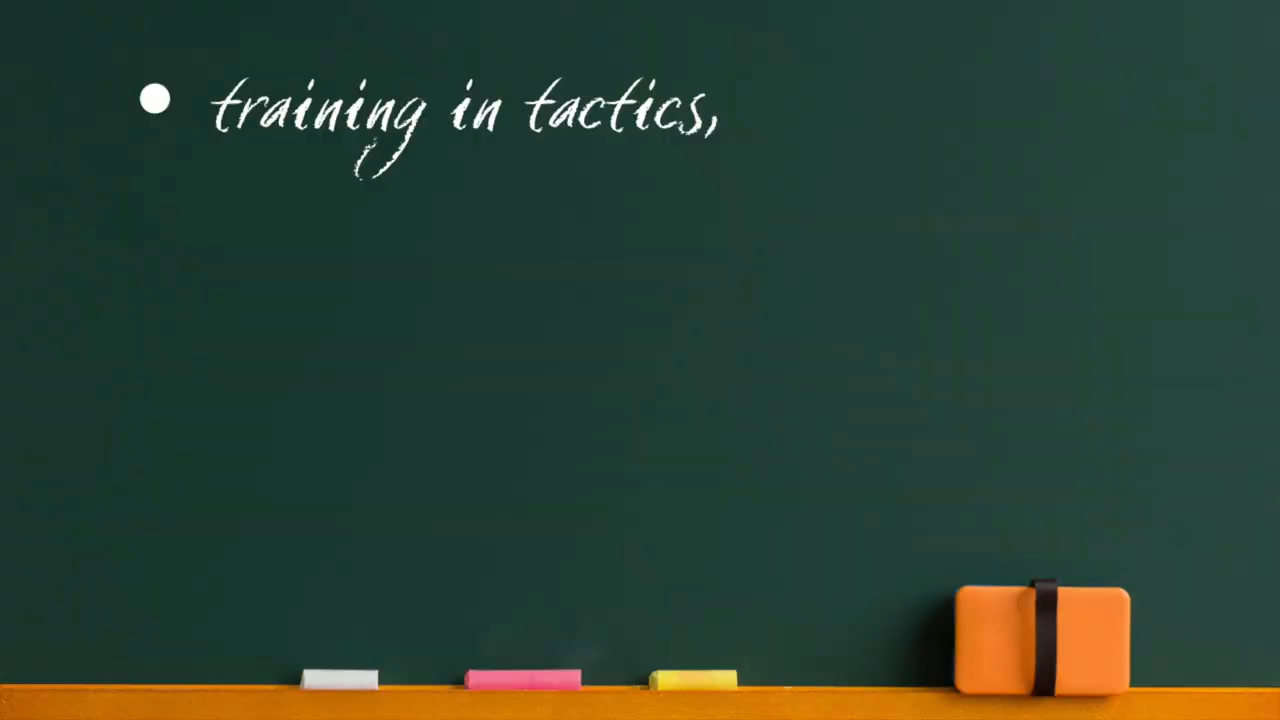 • training in tactics,